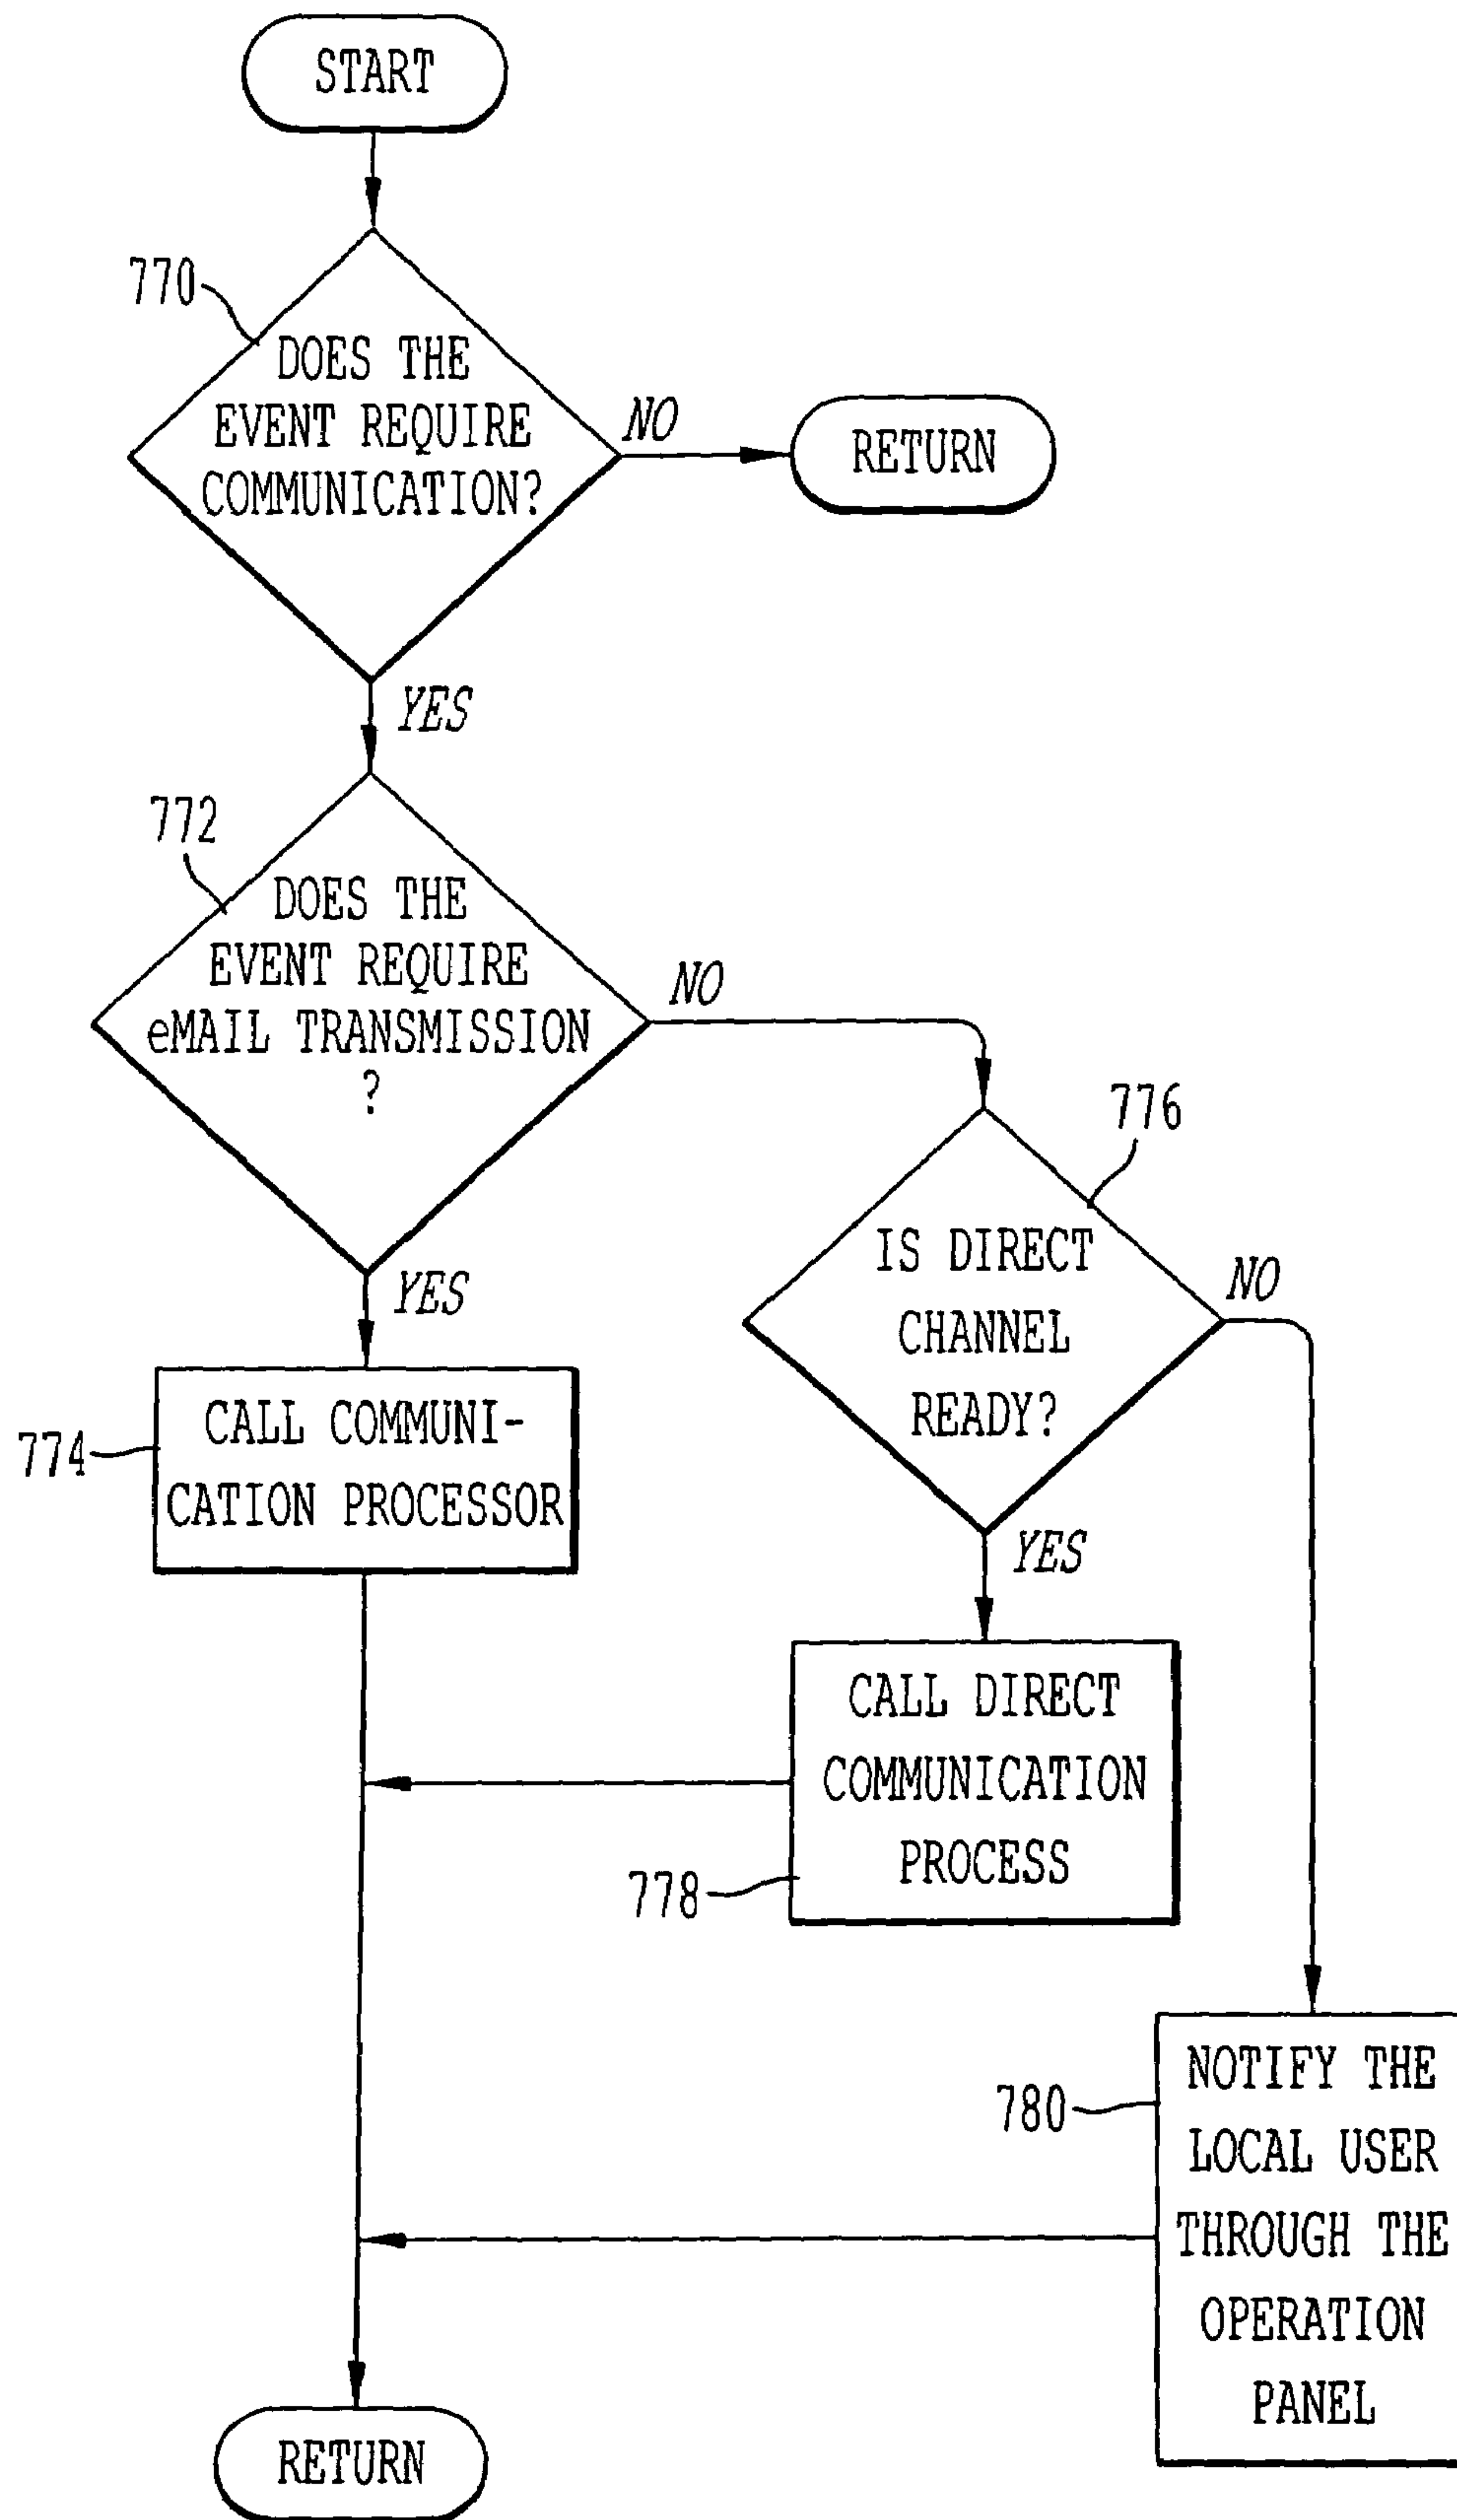 START
770
DOES THE
EVENT REQUIRE
COMMUNICATION?
NO
RETURN
YES
772
DOES THE
EVENT REQUIRE
eMAIL TRANSMISSION
?
NO
YES
776
IS DIRECT
CHANNEL
READY?
NO
YES
774
CALL COMMUNI-
CATION PROCESSOR
CALL DIRECT
COMMUNICATION
PROCESS
778
780
NOTIFY THE
LOCAL USER
THROUGH THE
OPERATION
PANEL
RETURN